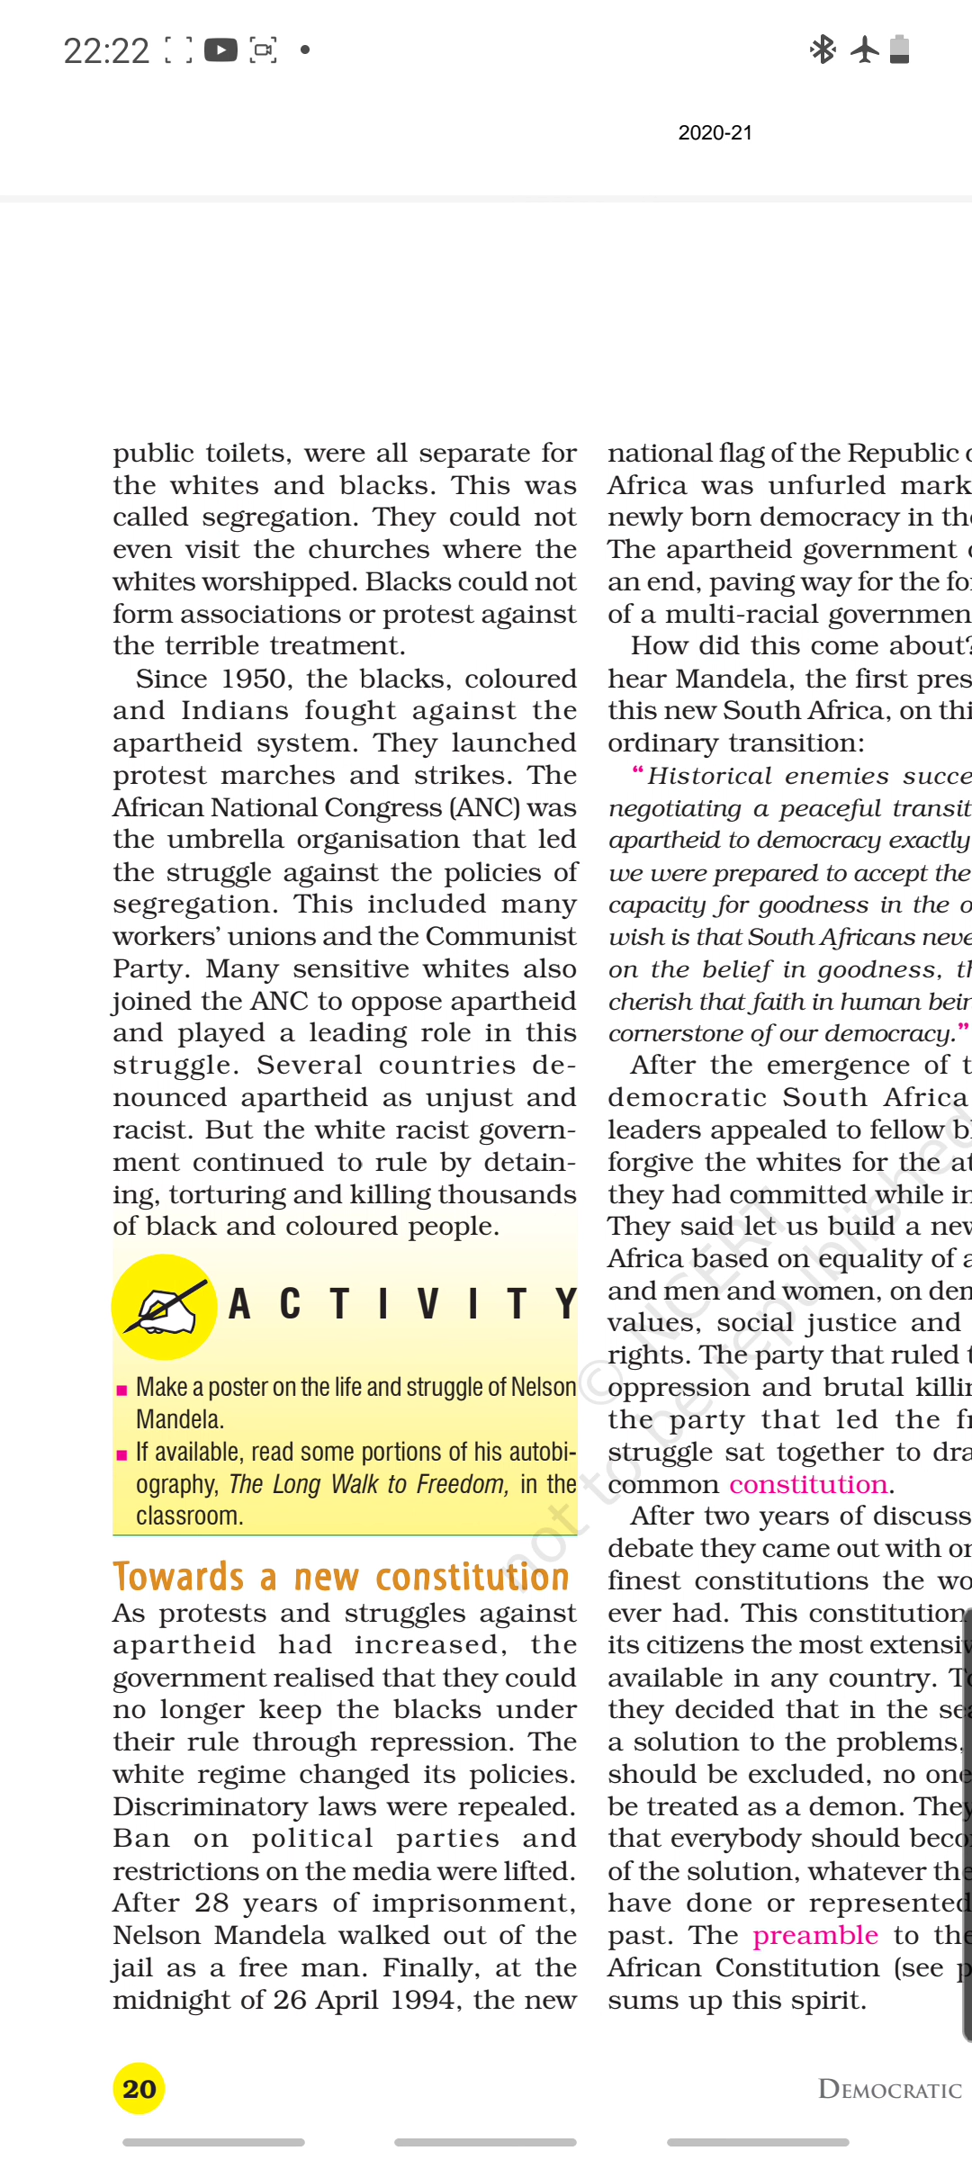 22:22
2020-21
public toilets, were all separate for
the whites and blacks. This was
called segregation. They could not
even visit the churches where the
whites worshipped. Blacks could not
form associations or protest against
the terrible treatment.
Since 1950, the blacks, coloured
and Indians fought against the
apartheid system. They launched
protest marches and strikes. The
African National Congress (ANC) was
the umbrella organisation that led
the struggle against the policies of
segregation. This included many
workers' unions and the Communist
Party. Many sensitive whites also
joined the ANC to oppose apartheid
and played a leading role in this
struggle. Several countries de-
nounced apartheid as unjust and
racist. But the white racist govern-
ment continued to rule by detain-
ing, torturing and killing thousands
of black and coloured people.
ACTIVITY
Make a poster on the life and struggle of Nelson
Mandela.
If available, read some portions of his autobi-
ography, The Long Walk to Freedom, in the
classroom.
Towards a new constitution
As protests and struggles against
apartheid had increased, the
government realised that they could
no longer keep the blacks under
their rule through repression. The
white regime changed its policies.
Discriminatory laws were repealed.
Ban on political parties and
restrictions on the media were lifted.
After 28 years of imprisonment,
Nelson Mandela walked out of the
jail as a free man. Finally, at the
midnight of 26 April 1994, the new
national flag of the Republic
Africa was unfurled mark
newly born democracy in the
The apartheid government
an end, paving way for the
of a multi-racial governmen
How did this come about?
hear Mandela, the first pres
this new South Africa, on thi
ordinary transition:
"Historical enemies succe
negotiating a peaceful transit
apartheid to democracy exactly
we were prepared to accept the
capacity for goodness in the
wish is that South Africans neve
on the belief in goodness, th
cherish that faith in human bein
cornerstone of our democracy."
After the emergence of t
democratic South Africa
leaders appealed to fellow bl
forgive the whites for the at
they had committed while in
They said let us build a new
Africa based on equality of a
and men and women, on dem
values, social justice and
rights. The party that ruled t
oppression and brutal killin
the party that led the fr
struggle sat together to dra
common constitution.
After two years of discuss
debate they came out with on
finest constitutions the wo
ever had. This constitution
its citizens the most extensiv
available in any country. To
they decided that in the sea
a solution to the problems,
should be excluded, no one
be treated as a demon. They
that everybody should beco
of the solution, whatever the
have done or represented
past. The preamble to the
African Constitution (see p
sums up this spirit.
© NCERT
not to be republished
20
DEMOCRATIC